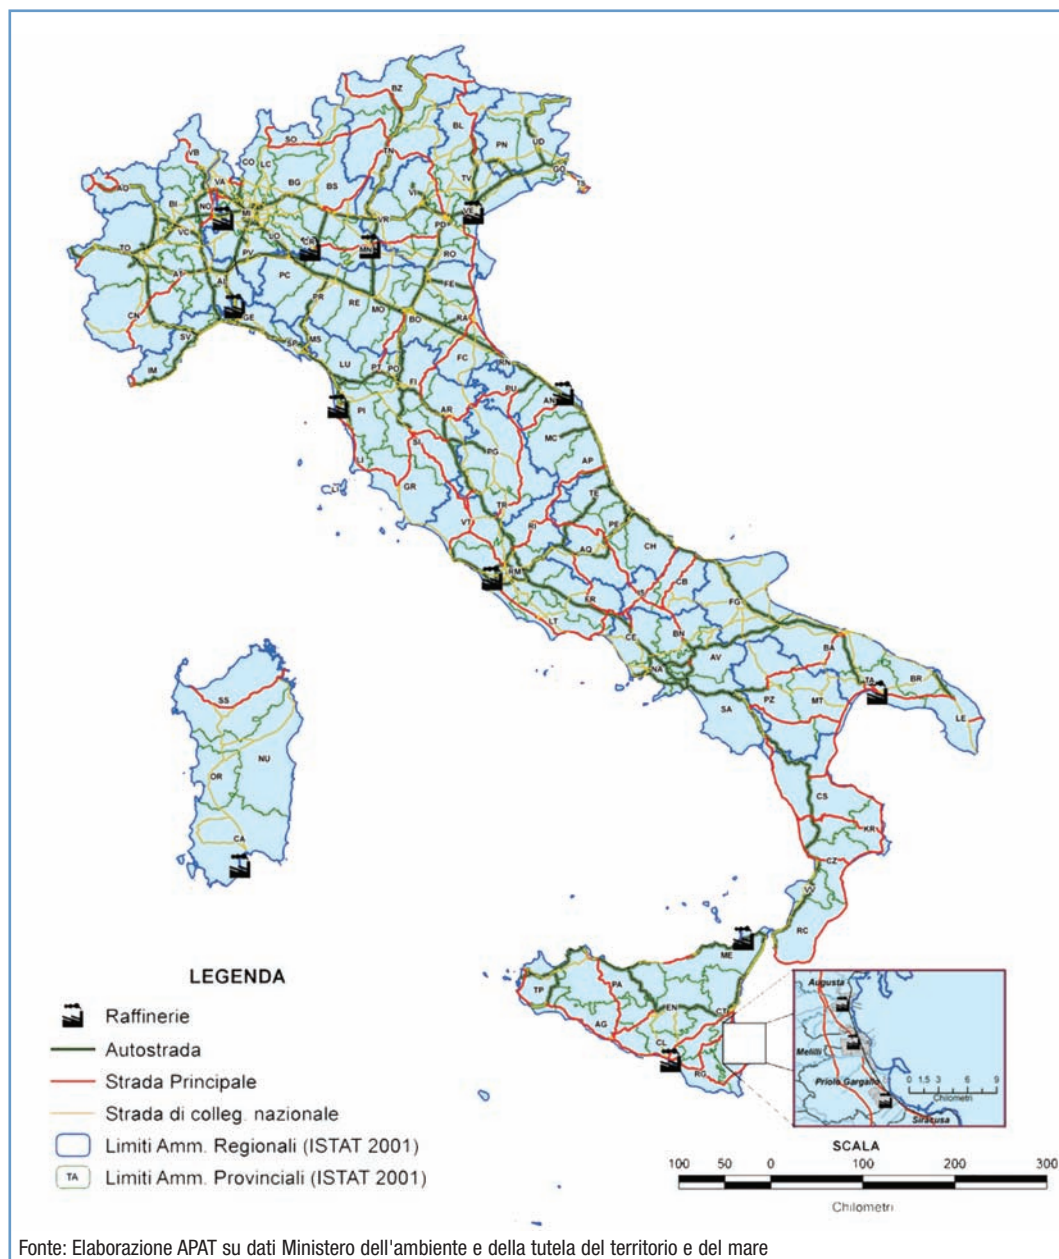 BZ
BL
PN
UD
SO
TN
VB
CO
LC
VA
AO
BG
BS
VI
TV
GO
TS
BI
NO
MI
VE
VR
PD
VC
LO
CR
MN
TO
PV
RO
PC
AT
AL
FE
PR
RE
MO
CN
GE
BO
RA
SV
SP
MS
FC
IM
LU
PT
PO
RN
FI
PU
AN
PI
AR
SI
MC
LI
PG
AP
GR
LI
TE
TR
VT
RI
PE
AQ
CH
RM
CB
FR
IS
FG
LT
CE
BN
BA
NA
AV
TA
BR
SS
PZ
MT
SA
LE
NU
OR
CS
CA
KR
CZ
VV
RC
ME
TP
PA
EN
CT
AG
CL
RG
Augusta
Melilli
Priolo Gargallo
0 1,5 3 6 9
Chilometri
Siracusa
LEGENDA
Raffinerie
Autostrada
Strada Principale
Strada di colleg. nazionale
Limiti Amm. Regionali (ISTAT 2001)
TA Limiti Amm. Provinciali (ISTAT 2001)
SCALA
100 50 0 100 200 300
Chilometri
Fonte: Elaborazione APAT su dati Ministero dell'ambiente e della tutela del territorio e del mare